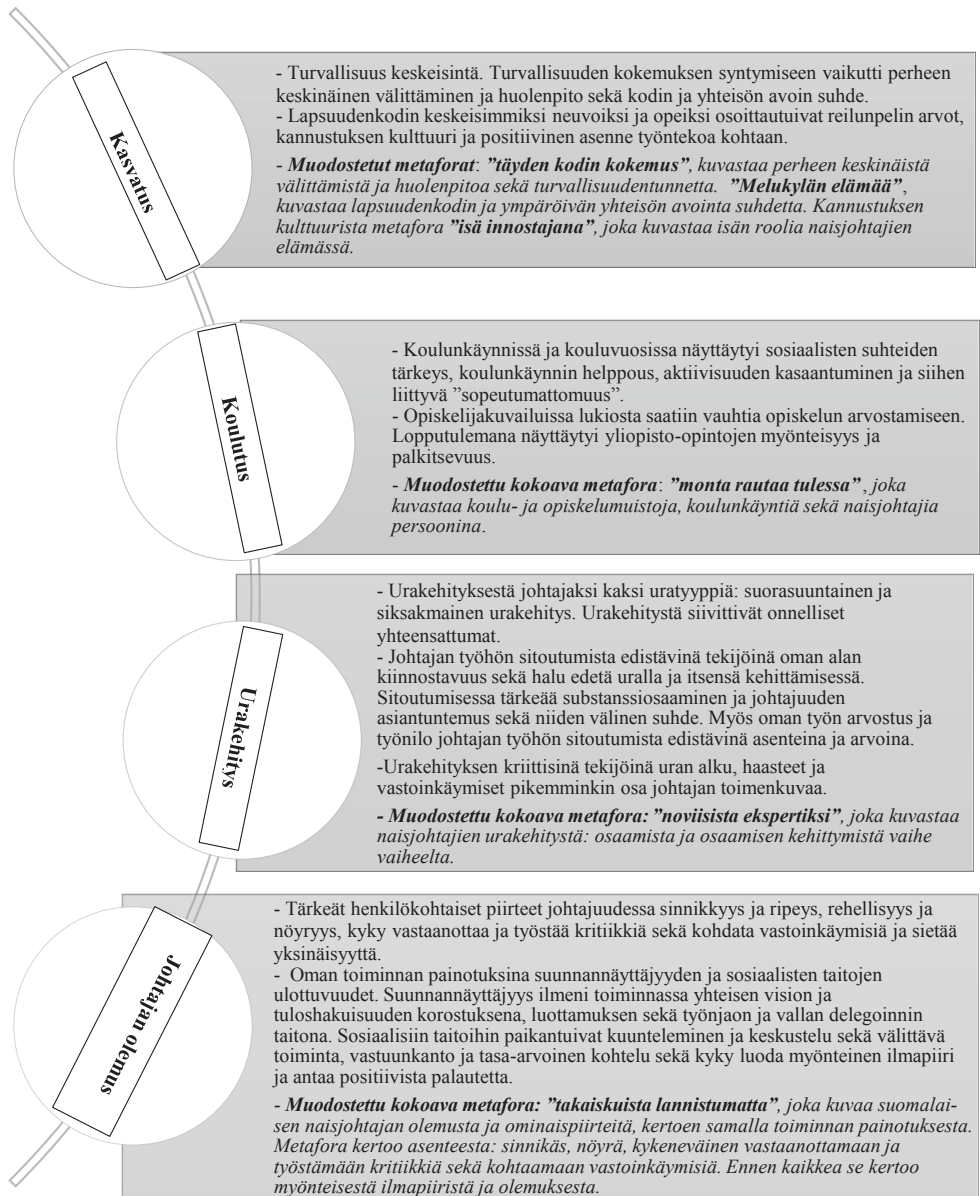 Kasvatus
- Turvallisuus keskeisintä. Turvallisuuden kokemuksen syntymiseen vaikutti perheen
keskinäinen välittäminen ja huolenpito sekä kodin ja yhteisön avoin suhde.
- Lapsuudenkodin keskeisimmiksi neuvoiksi ja opeiksi osoittautuivat reilunpelin arvot,
kannustuksen kulttuuri ja positiivinen asenne työntekoa kohtaan.
- Muodostetut metaforat: ”täyden kodin kokemus”, kuvastaa perheen keskinäistä
välittämistä ja huolenpitoa sekä turvallisuudentunnetta. ”Melukylän elämää”,
kuvastaa lapsuudenkodin ja ympäröivän yhteisön avointa suhdetta. Kannustuksen
kulttuurista metafora ”isä innostajana”, joka kuvastaa isän roolia naisjohtajien
elämässä.
Koulutus
- Koulunkäynnissä ja kouluvuosissa näyttäytyi sosiaalisten suhteiden
tärkeys, koulunkäynnin helppous, aktiivisuuden kasaantuminen ja siihen
liittyvä ”sopeutumattomuus”.
- Opiskelijakuvailuissa lukiosta saatiin vauhtia opiskelun arvostamiseen.
Lopputulemana näyttäytyi yliopisto-opintojen myönteisyys ja
palkitsevuus.
- Muodostettu kokoava metafora: ”monta rautaa tulessa”, joka
kuvastaa koulu- ja opiskelumuistoja, koulunkäyntiä sekä naisjohtajia
persoonina.
Urakehitys
- Urakehityksestä johtajaksi kaksi uratyyppiä: suorasuuntainen ja
siksakmainen urakehitys. Urakehitystä siivittivät onnelliset
yhteensattumat.
- Johtajan työhön sitoutumista edistävinä tekijöinä oman alan
kiinnostavuus sekä halu edetä uralla ja itsensä kehittämisessä.
Sitoutumisessa tärkeää substanssiosaaminen ja johtajuuden
asiantuntemus sekä niiden välinen suhde. Myös oman työn arvostus ja
työnilo johtajan työhön sitoutumista edistävinä asenteina ja arvoina.
-Urakehityksen kriittisinä tekijöinä uran alku, haasteet ja
vastoinkäymiset pikemminkin osa johtajan toimenkuvaa.
- Muodostettu kokoava metafora: ”noviisista ekspertiksi”, joka kuvastaa
naisjohtajien urakehitystä: osaamista ja osaamisen kehittymistä vaihe
vaiheelta.
Johtajan olemus
- Tärkeät henkilökohtaiset piirteet johtajuudessa sinnikkyys ja ripeys, rehellisyys ja
nöyryys, kyky vastaanottaa ja työstää kritiikkiä sekä kohdata vastoinkäymisiä ja sietää
yksinäisyyttä.
- Oman toiminnan painotuksina suunnannäyttäjyyden ja sosiaalisten taitojen
ulottuvuudet. Suunnannäyttäjyys ilmeni toiminnassa yhteisen vision ja
tuloshakuisuuden korostuksena, luottamuksen sekä työnjaon ja vallan delegoinnin
taitona. Sosiaalisiin taitoihin paikantuivat kuunteleminen ja keskustelu sekä välittävä
toiminta, vastuunkanto ja tasa-arvoinen kohtelu sekä kyky luoda myönteinen ilmapiiri
ja antaa positiivista palautetta.
- Muodostettu kokoava metafora: ”takaiskuista lannistumatta”, joka kuvaa suomalai-
sen naisjohtajan olemusta ja ominaispiirteitä, kertoen samalla toiminnan painotuksesta.
Metafora kertoo asenteesta: sinnikäs, nöyrä, kykeneväinen vastaanottamaan ja
työstämään kritiikkiä sekä kohtaamaan vastoinkäymisiä. Ennen kaikkea se kertoo
myönteisestä ilmapiiristä ja olemuksesta.